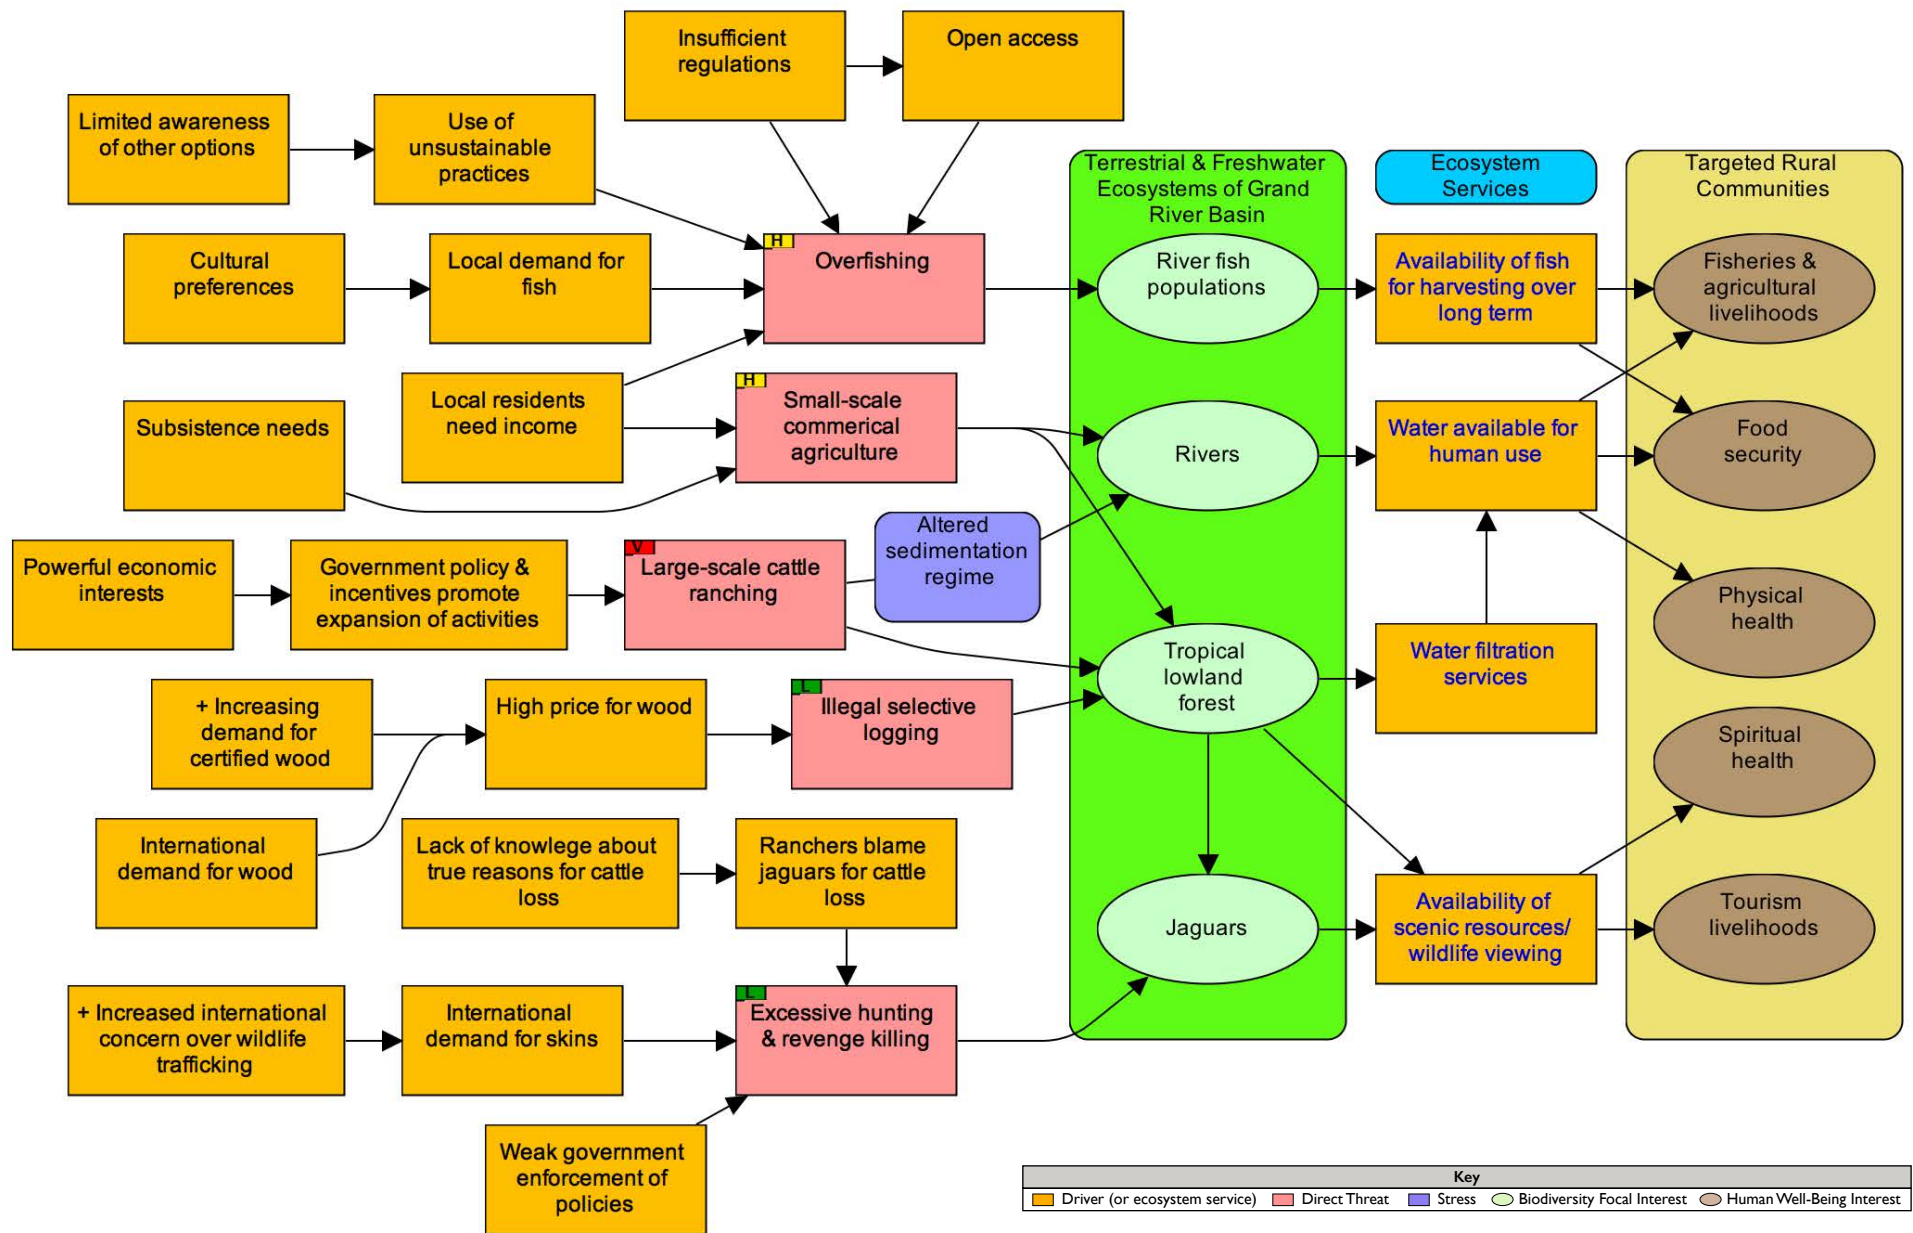 Insufficient
regulations
Open access
Limited awareness
of other options
Use of
unsustainable
practices
Terrestrial & Freshwater
Ecosystems of Grand
River Basin
Ecosystem
Services
Targeted Rural
Communities
Cultural
preferences
Local demand for
fish
H
Overfishing
River fish
populations
Availability of fish
for harvesting over
long term
Fisheries &
agricultural
livelihoods
Subsistence needs
Local residents
need income
H
Small-scale
commerical
agriculture
Rivers
Water available for
human use
Food
security
Powerful economic
interests
Government policy &
incentives promote
expansion of activities
V
Large-scale cattle
ranching
Altered
sedimentation
regime
Tropical
lowland
forest
Water filtration
services
Physical
health
+ Increasing
demand for
certified wood
High price for wood
L
Illegal selective
logging
Spiritual
health
International
demand for wood
Lack of knowlege about
true reasons for cattle
loss
Ranchers blame
jaguars for cattle
loss
Jaguars
Availability of
scenic resources/
wildlife viewing
Tourism
livelihoods
+ Increased international
concern over wildlife
trafficking
International
demand for skins
L
Excessive hunting
& revenge killing
Weak government
enforcement of
policies
Key
Driver (or ecosystem service) Direct Threat Stress Biodiversity Focal Interest Human Well-Being Interest